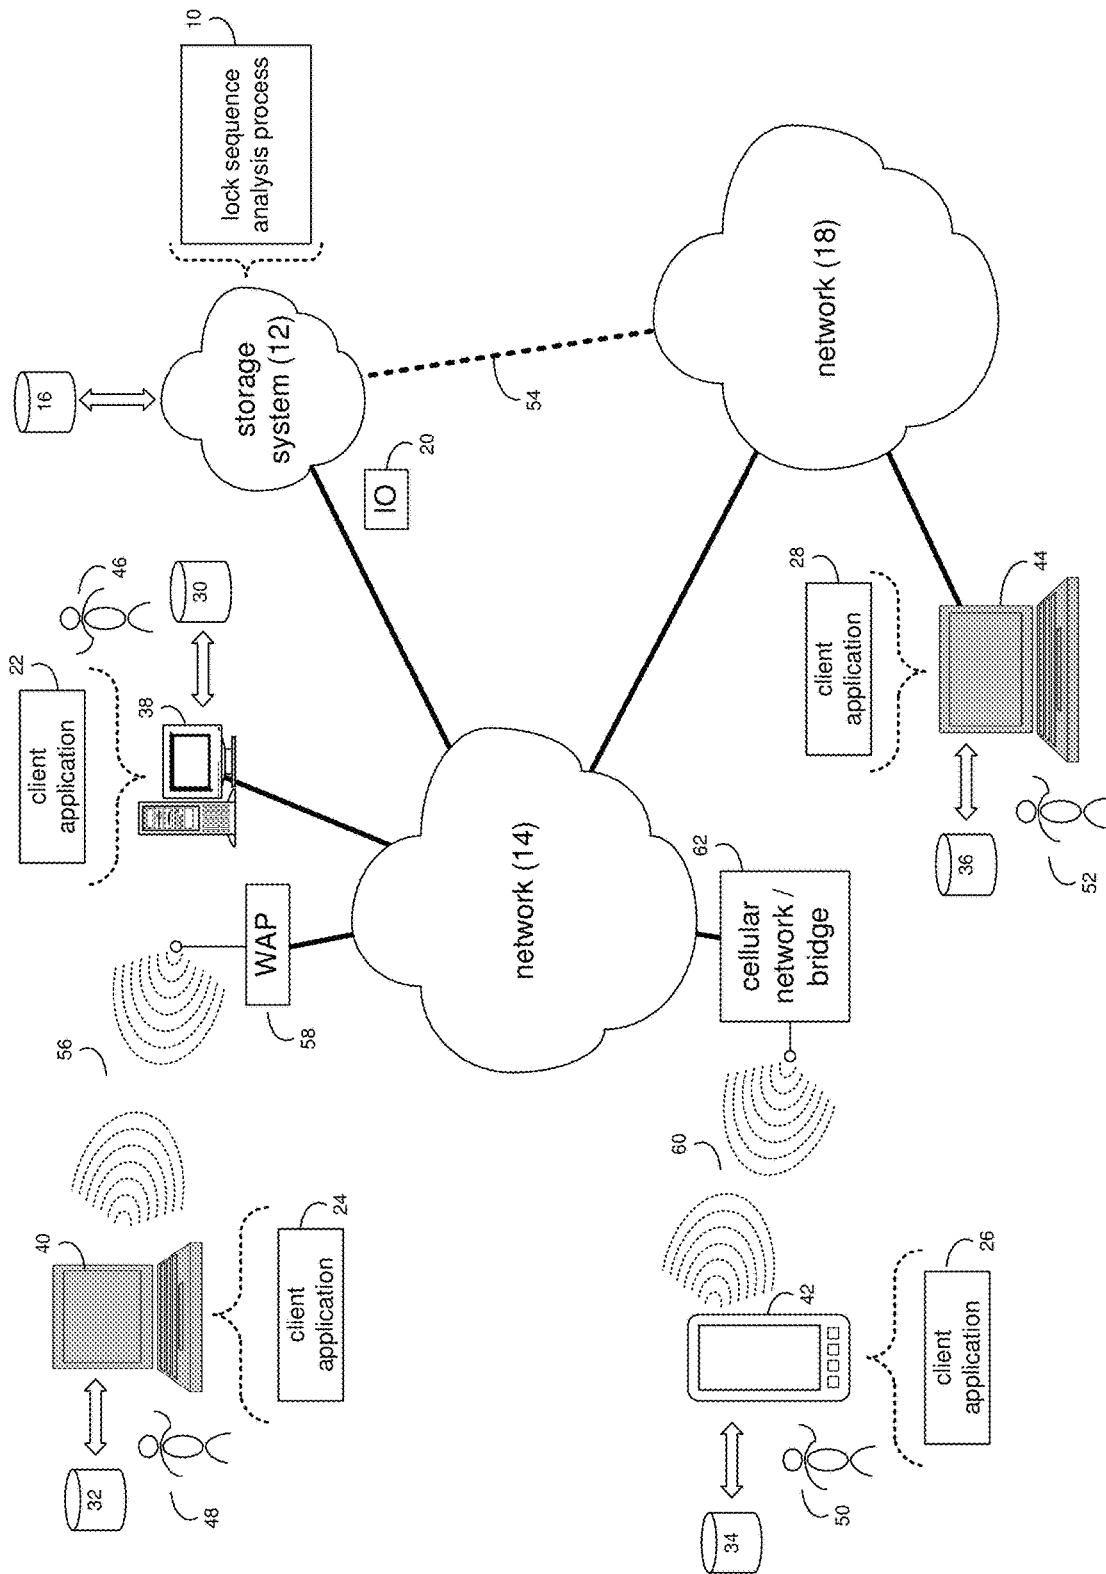 32
40
48
client
application
24
56
WAP
58
client
application
22
38
46
30
16
storage
system (12)
lock sequence
analysis process
10
IO
20
54
network (14)
network (18)
34
42
50
client
application
26
60
cellular
network /
bridge
62
client
application
28
44
36
52